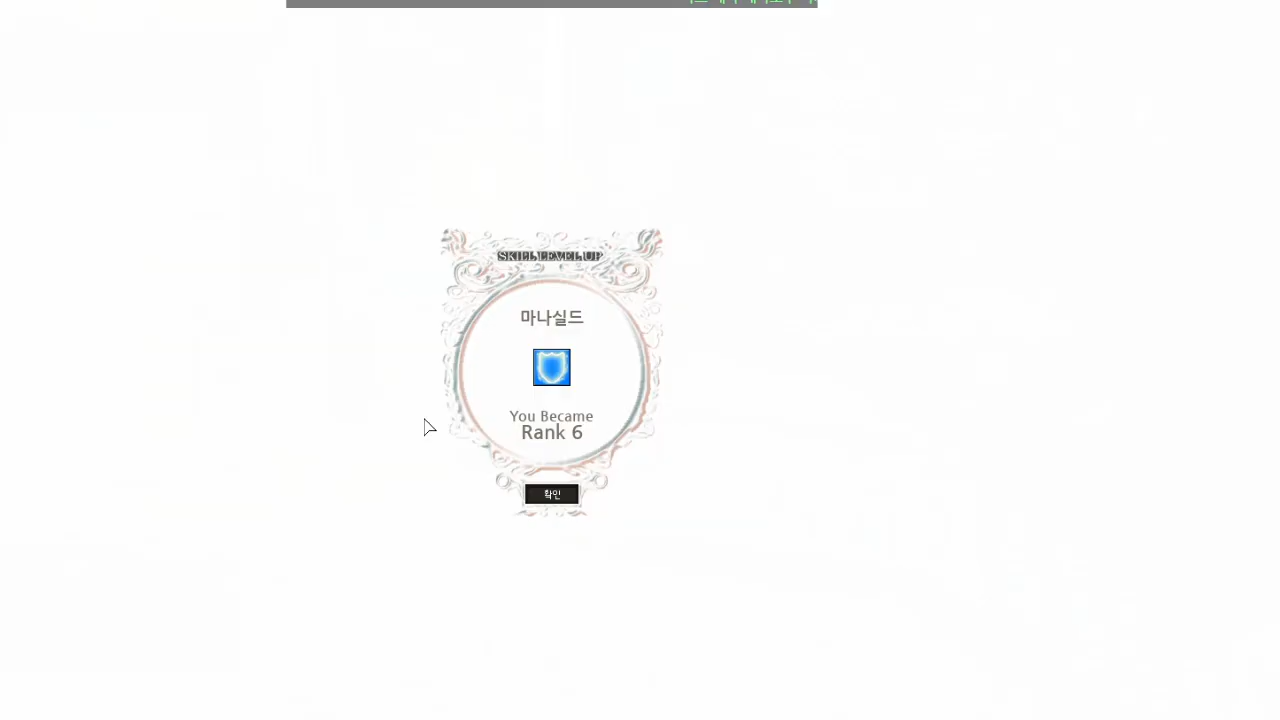 SKILL LEVEL UP
마나실드
You Became
Rank 6
확인